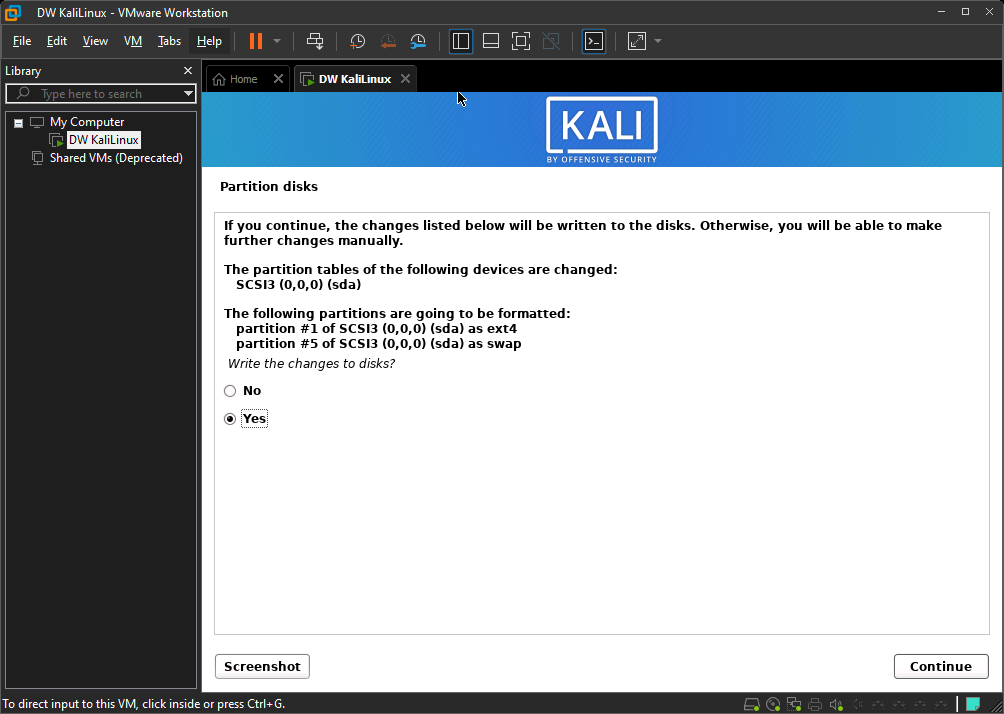 DW KaliLinux - VMware Workstation
File Edit View VM Tabs Help
Library
Home
DW KaliLinux
Type here to search
My Computer
DW KaliLinux
Shared VMs (Deprecated)
KALI
BY OFFENSIVE SECURITY
Partition disks
If you continue, the changes listed below will be written to the disks. Otherwise, you will be able to make
further changes manually.
The partition tables of the following devices are changed:
SCSI3 (0,0,0) (sda)
The following partitions are going to be formatted:
partition #1 of SCSI3 (0,0,0) (sda) as ext4
partition #5 of SCSI3 (0,0,0) (sda) as swap
Write the changes to disks?
No
Yes
Screenshot
Continue
To direct input to this VM, click inside or press Ctrl+G.